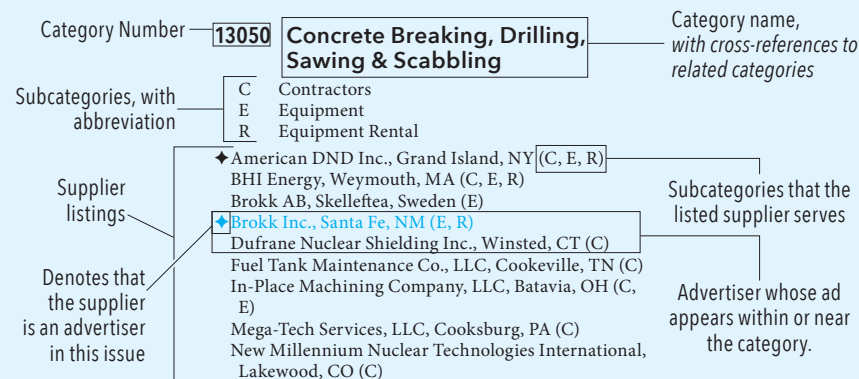 Category Number
13050
Concrete Breaking, Drilling,
Sawing & Scabbling
Category name,
with cross-references to
related categories
Subcategories, with
abbreviation
C Contractors
E Equipment
R Equipment Rental
Supplier
listings
✦American DND Inc., Grand Island, NY (C, E, R)
BHI Energy, Weymouth, MA (C, E, R)
Brokk AB, Skelleftea, Sweden (E)
✦Brokk Inc., Santa Fe, NM (E, R)
Dufrane Nuclear Shielding Inc., Winsted, CT (C)
Fuel Tank Maintenance Co., LLC, Cookeville, TN (C)
In-Place Machining Company, LLC, Batavia, OH (C,
E)
Mega-Tech Services, LLC, Cooksburg, PA (C)
New Millennium Nuclear Technologies International,
Lakewood, CO (C)
Subcategories that the
listed supplier serves
Denotes that
the supplier
is an advertiser
in this issue
Advertiser whose ad
appears within or near
the category.